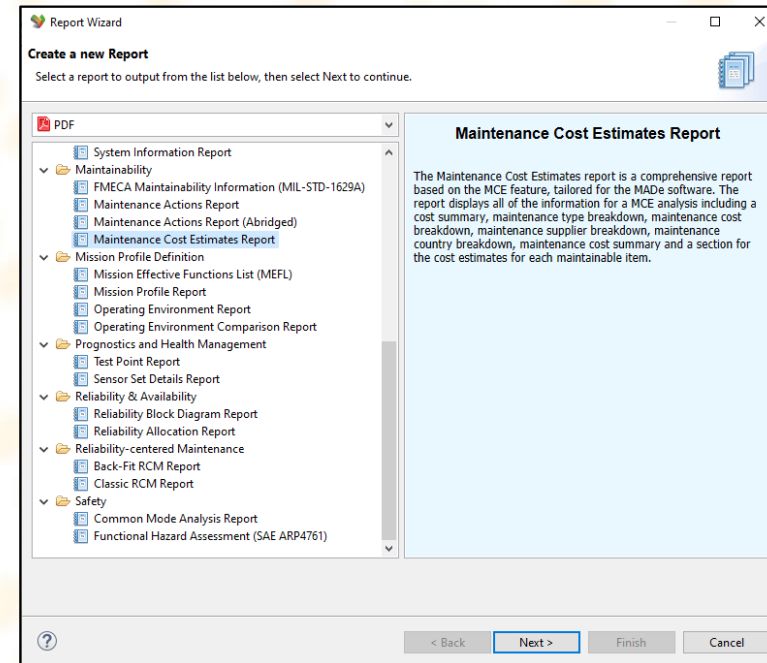 Report Wizard
Create a new Report
Select a report to output from the list below, then select Next to continue.
PDF
System Information Report
Maintainability
FMECA Maintainability Information (MIL-STD-1629A)
Maintenance Actions Report
Maintenance Actions Report (Abridged)
Maintenance Cost Estimates Report
Mission Profile Definition
Mission Effective Functions List (MEFL)
Mission Profile Report
Operating Environment Report
Operating Environment Comparison Report
Prognostics and Health Management
Test Point Report
Sensor Set Details Report
Reliability & Availability
Reliability Block Diagram Report
Reliability Allocation Report
Reliability-centered Maintenance
Back-Fit RCM Report
Classic RCM Report
Safety
Common Mode Analysis Report
Functional Hazard Assessment (SAE ARP4761)
Maintenance Cost Estimates Report
The Maintenance Cost Estimates report is a comprehensive report
based on the MCE feature, tailored for the MADe software. The
report displays all of the information for a MCE analysis including a
cost summary, maintenance type breakdown, maintenance cost
breakdown, maintenance supplier breakdown, maintenance
country breakdown, maintenance cost summary and a section for
the cost estimates for each maintainable item.
< Back
Next >
Finish
Cancel